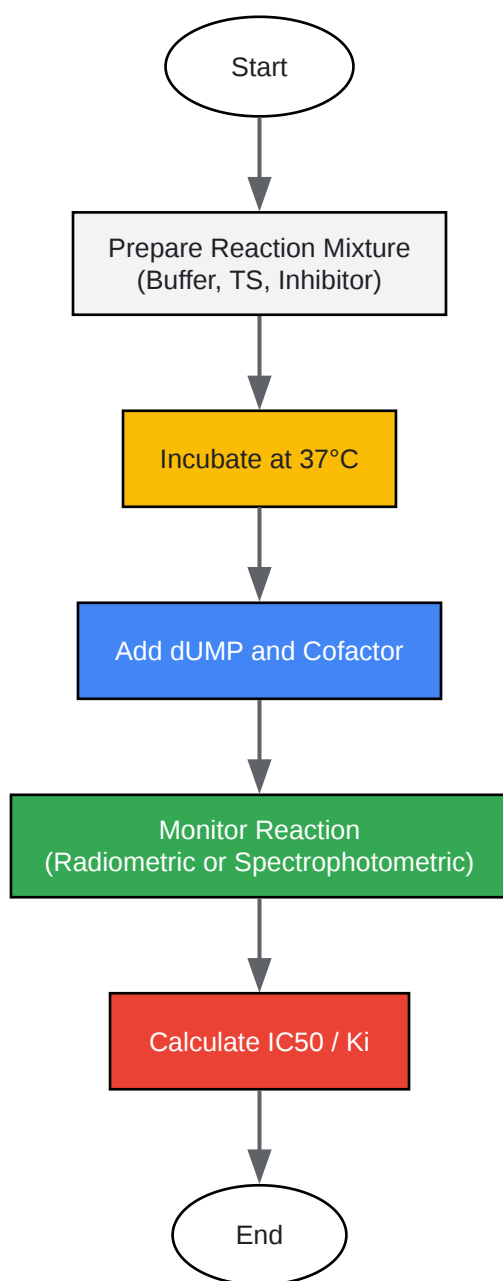 Start
Prepare Reaction Mixture
(Buffer, TS, Inhibitor)
Incubate at 37°C
Add dUMP and Cofactor
Monitor Reaction
(Radiometric or Spectrophotometric)
Calculate IC50 / Ki
End